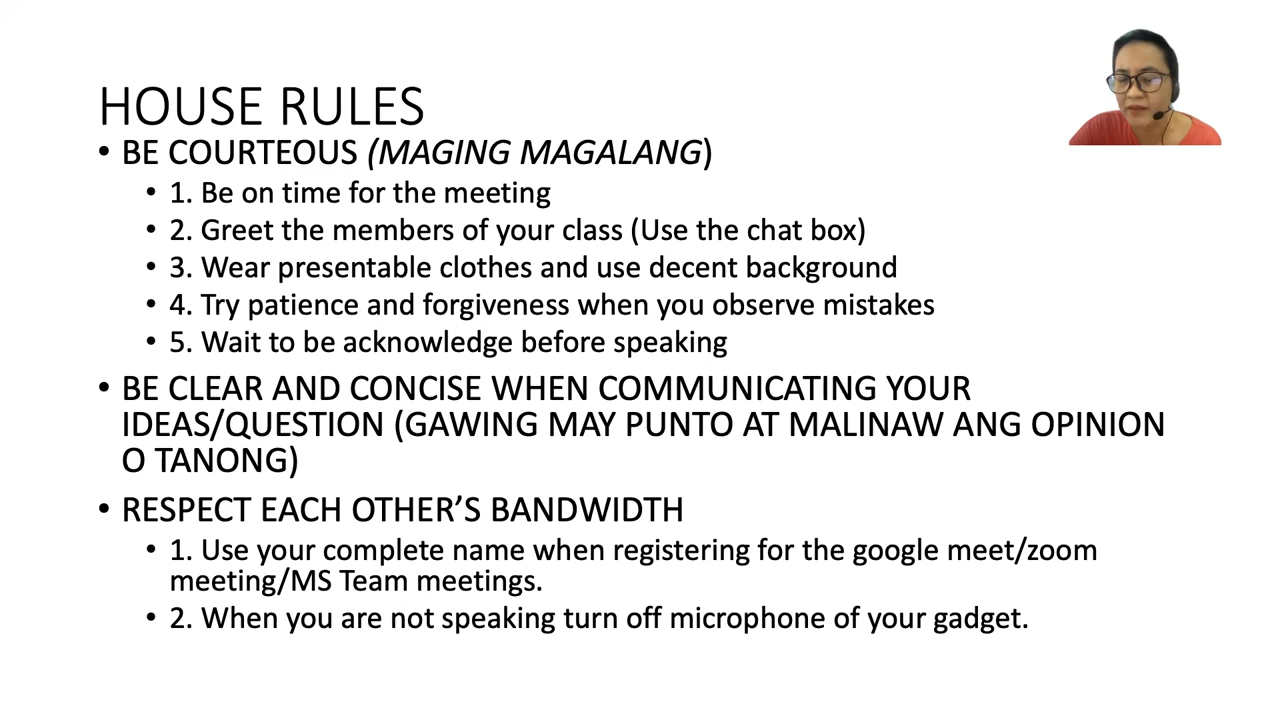 HOUSE RULES
• BE COURTEOUS (MAGING MAGALANG)
• 1. Be on time for the meeting
• 2. Greet the members of your class (Use the chat box)
• 3. Wear presentable clothes and use decent background
• 4. Try patience and forgiveness when you observe mistakes
• 5. Wait to be acknowledge before speaking
• BE CLEAR AND CONCISE WHEN COMMUNICATING YOUR
IDEAS/QUESTION (GAWING MAY PUNTO AT MALINAW ANG OPINION
O TANONG)
• RESPECT EACH OTHER’S BANDWIDTH
• 1. Use your complete name when registering for the google meet/zoom
meeting/MS Team meetings.
• 2. When you are not speaking turn off microphone of your gadget.